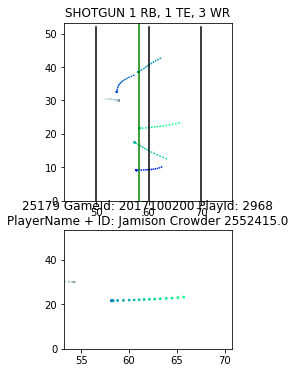 SHOTGUN 1 RB, 1 TE, 3 WR
50
40
30
20
10
0
50 60 70
25179 GameId: 2017100200 PlayId: 2968
PlayerName + ID: Jamison Crowder 2552415.0
40
20
0
55 60 65 70